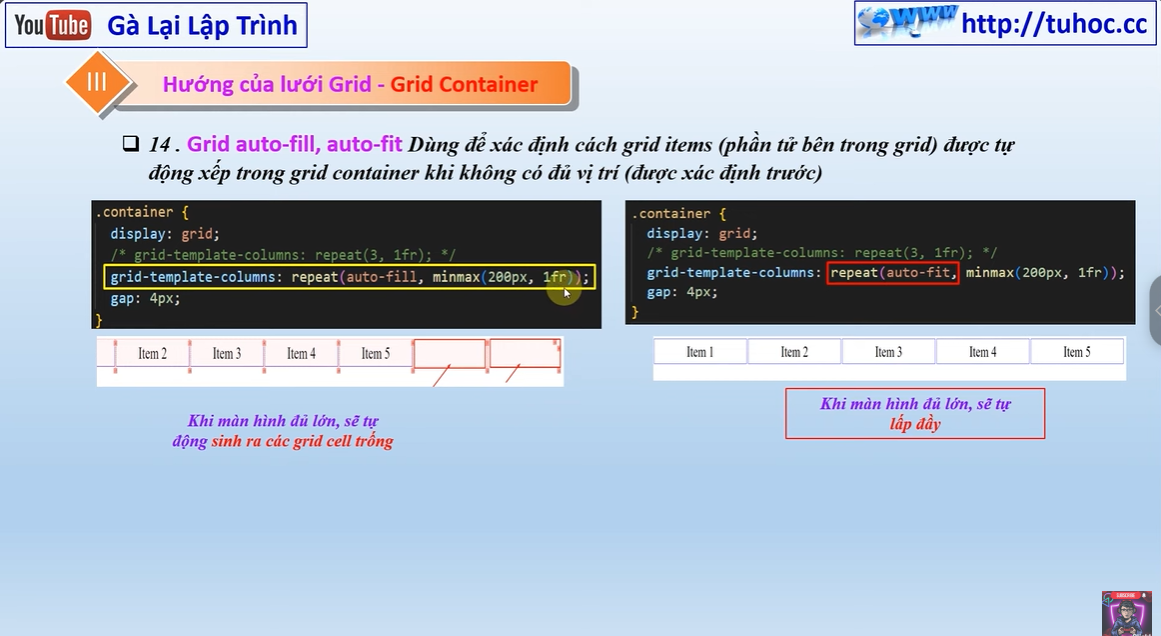 YouTube Gà Lại Lập Trình
WWW http://tuhoc.cc
III
Hướng của lưới Grid - Grid Container
14 . Grid auto-fill, auto-fit Dùng để xác định cách grid items (phần tử bên trong grid) được tự
động xếp trong grid container khi không có đủ vị trí (được xác định trước)
.container {
display: grid;
/* grid-template-columns: repeat(3, 1fr); */
grid-template-columns: repeat(auto-fill, minmax(200px, 1fr));
gap: 4px;
}
Item 2 Item 3 Item 4 Item 5
Khi màn hình đủ lớn, sẽ tự
động sinh ra các grid cell trống
.container {
display: grid;
/* grid-template-columns: repeat(3, 1fr); */
grid-template-columns: repeat(auto-fit, minmax(200px, 1fr));
gap: 4px;
}
Item 1 Item 2 Item 3 Item 4 Item 5
Khi màn hình đủ lớn, sẽ tự
lấp đầy
SUBSCRIBE